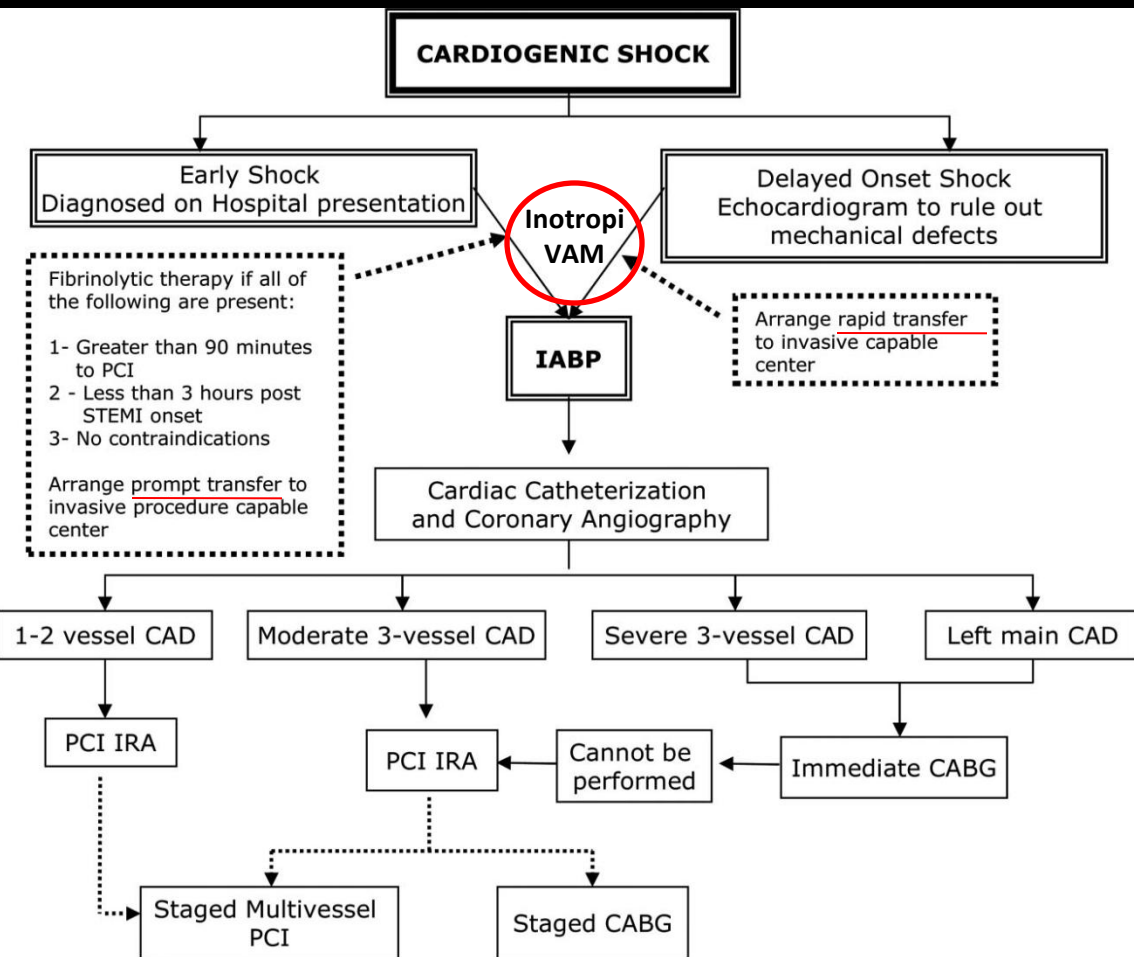 CARDIOGENIC SHOCK
Early Shock
Diagnosed on Hospital presentation
Inotropi
VAM
Delayed Onset Shock
Echocardiogram to rule out
mechanical defects
Fibrinolytic therapy if all of
the following are present:
1- Greater than 90 minutes
to PCI
2 - Less than 3 hours post
STEMI onset
3- No contraindications
Arrange prompt transfer to
invasive procedure capable
center
Arrange rapid transfer
to invasive capable
center
IABP
Cardiac Catheterization
and Coronary Angiography
1-2 vessel CAD
Moderate 3-vessel CAD
Severe 3-vessel CAD
Left main CAD
PCI IRA
PCI IRA
Cannot be
performed
Immediate CABG
Staged Multivessel
PCI
Staged CABG